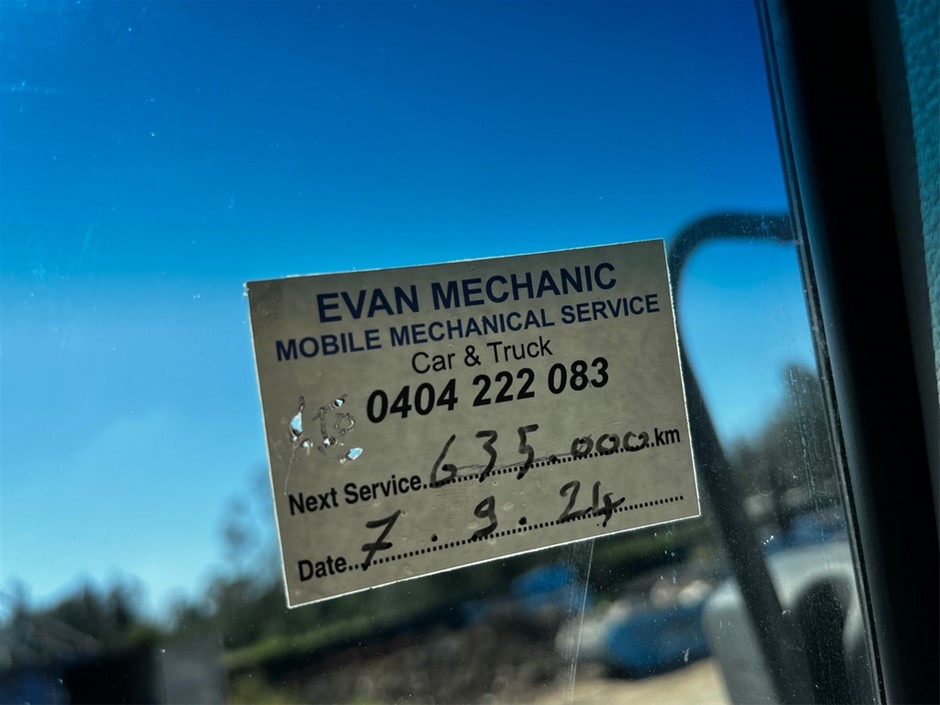 EVAN MECHANIC
MOBILE MECHANICAL SERVICE
Car & Truck
0404 222 083
Next Service..635.000.km
Date..7.9.24